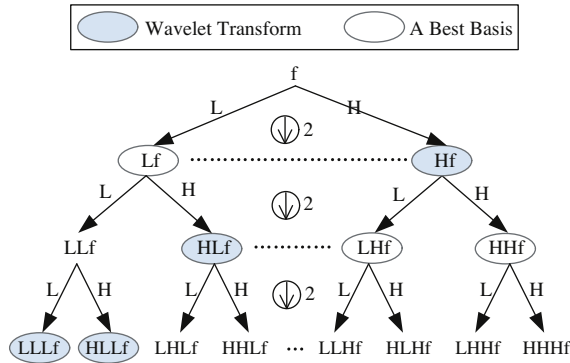 Wavelet Transform A Best Basis
f
L H
2
Lf Hf
L H L H
2
LLf HLf LHf HHf
L H L H L H L H
2
LLLf HLLf LHLf HHLf ... LLHf HLHf LHHf HHHf